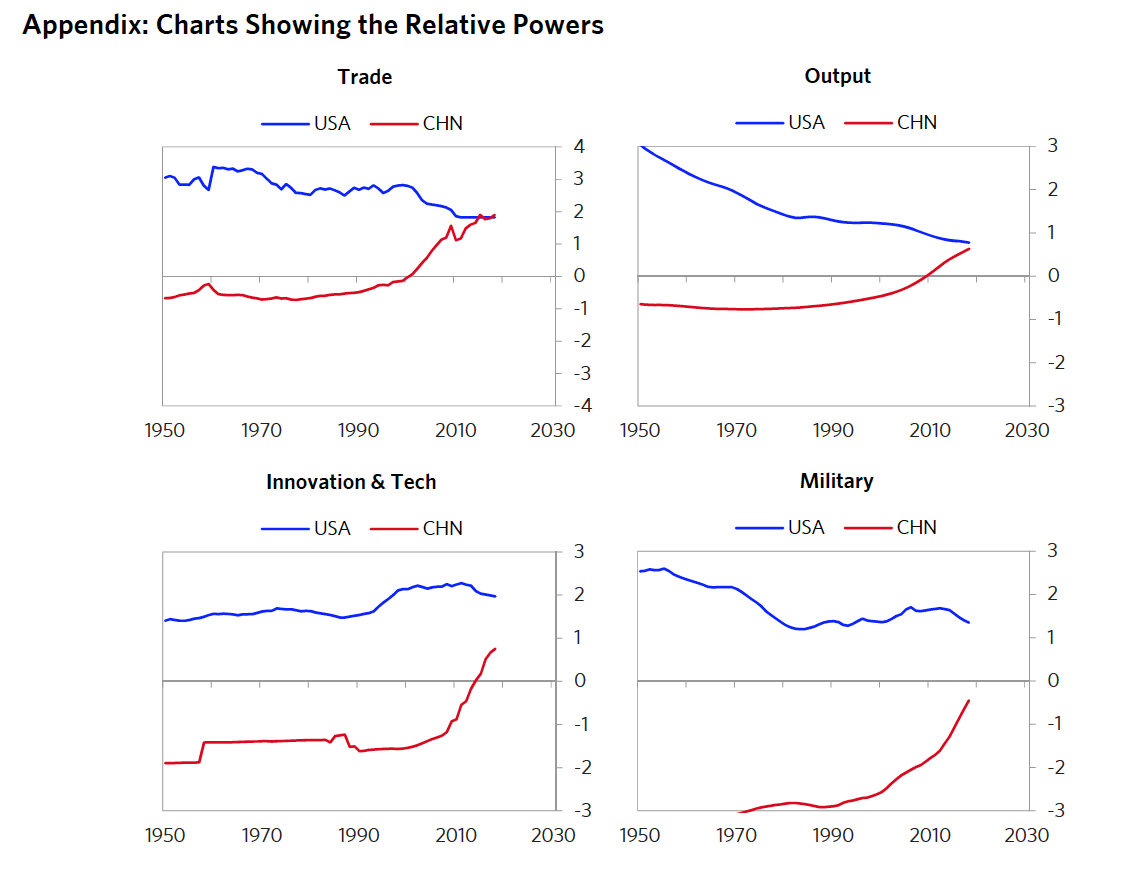 Appendix: Charts Showing the Relative Powers
Trade
USA CHN
4
3
2
1
0
-1
-2
-3
-4
1950 1970 1990 2010 2030
Output
USA CHN
3
2
1
0
-1
-2
-3
1950 1970 1990 2010 2030
Innovation & Tech
USA CHN
3
2
1
0
-1
-2
-3
1950 1970 1990 2010 2030
Military
USA CHN
3
2
1
0
-1
-2
-3
1950 1970 1990 2010 2030